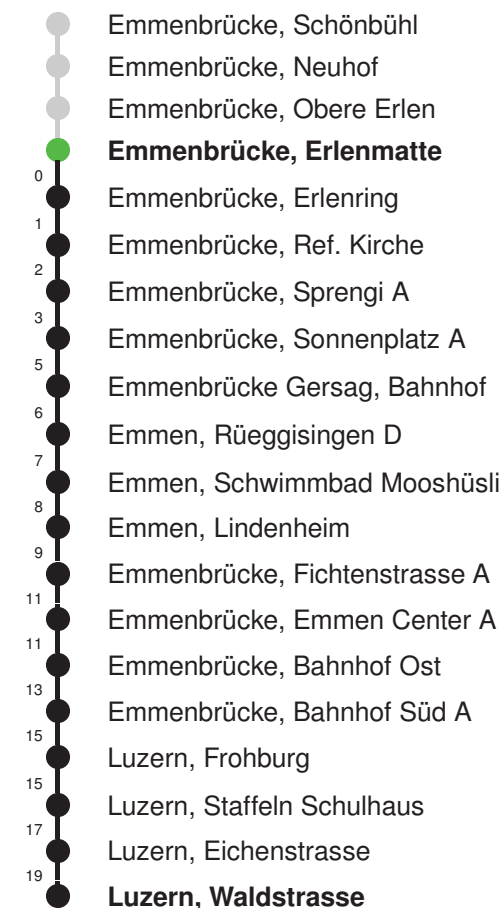 Emmenbrücke, Schönbühl
Emmenbrücke, Neuhof
Emmenbrücke, Obere Erlen
Emmenbrücke, Erlenmatte
0
Emmenbrücke, Erlenring
1
Emmenbrücke, Ref. Kirche
2
Emmenbrücke, Sprengi A
3
Emmenbrücke, Sonnenplatz A
5
Emmenbrücke Gersag, Bahnhof
6
Emmen, Rüeggisingen D
7
Emmen, Schwimmbad Mooshüsli
8
Emmen, Lindenheim
9
Emmenbrücke, Fichtenstrasse A
11
Emmenbrücke, Emmen Center A
11
Emmenbrücke, Bahnhof Ost
13
Emmenbrücke, Bahnhof Süd A
15
Luzern, Frohburg
15
Luzern, Staffeln Schulhaus
17
Luzern, Eichenstrasse
19
Luzern, Waldstrasse